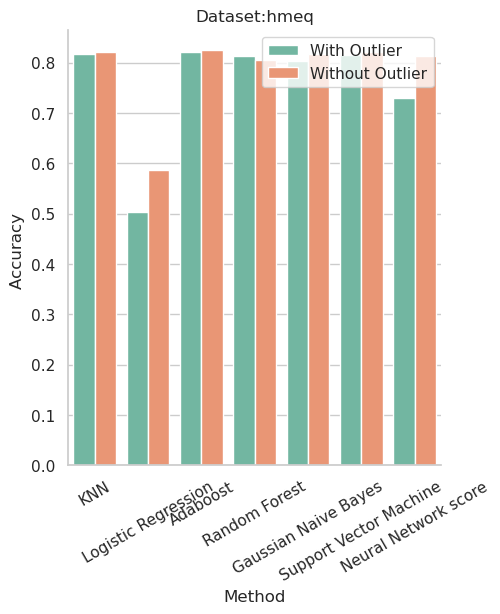 Dataset:hmeq
With Outlier
Without Outlier
Accuracy
0.8
0.7
0.6
0.5
0.4
0.3
0.2
0.1
0.0
KNN
Logistic Regression
Adaboost
Random Forest
Gaussian Naive Bayes
Support Vector Machine
Neural Network score
Method